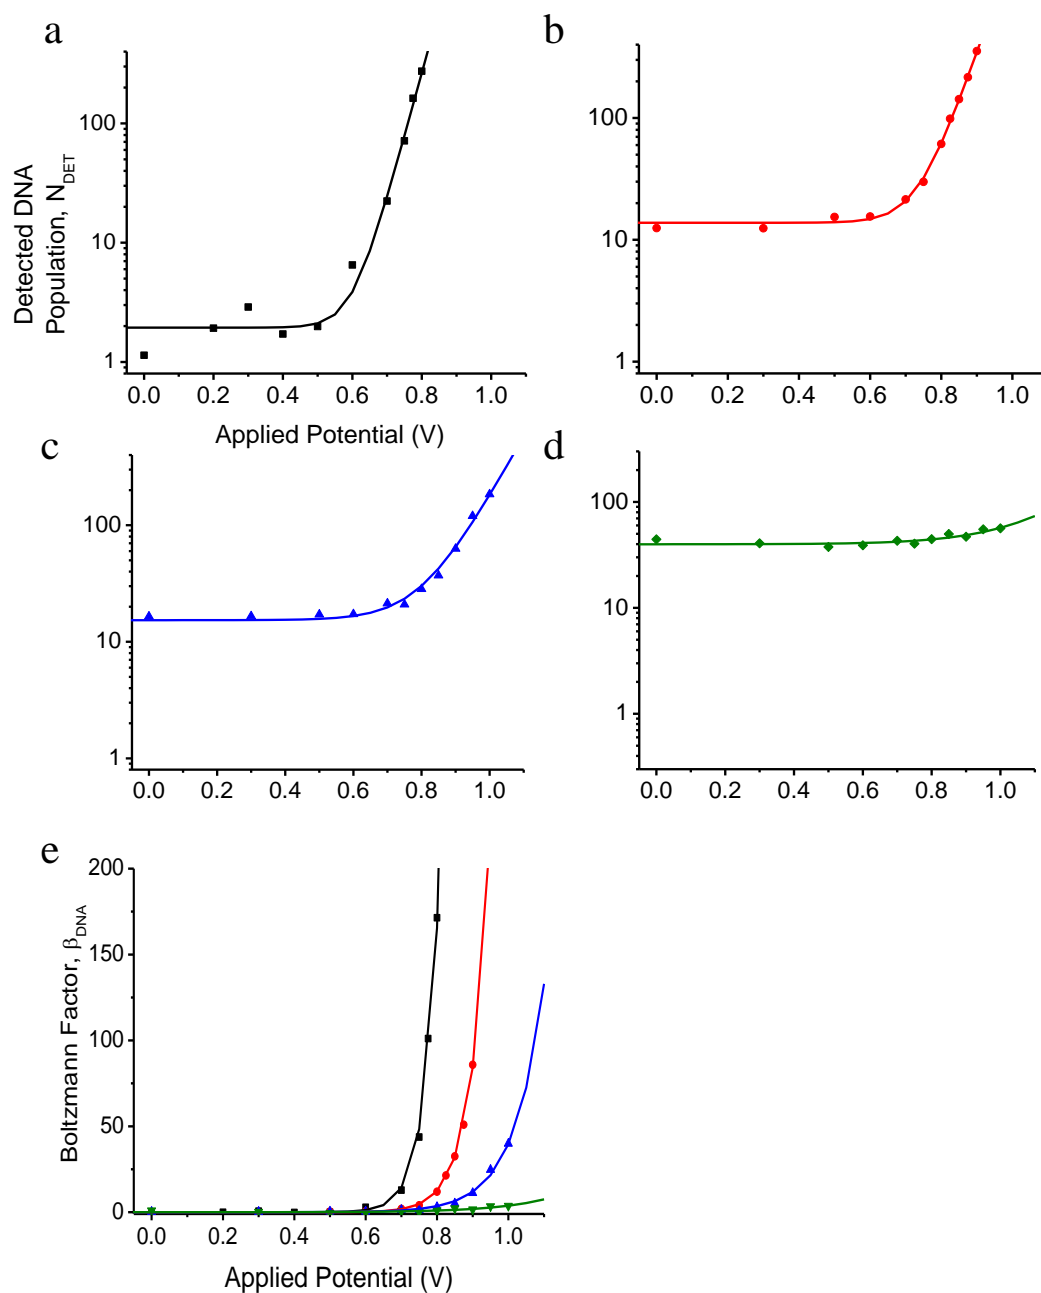 a
Detected DNA
Population, N_DET
100
10
1
0.0 0.2 0.4 0.6 0.8 1.0
Applied Potential (V)
b
100
10
1
0.0 0.2 0.4 0.6 0.8 1.0
c
100
10
1
0.0 0.2 0.4 0.6 0.8 1.0
d
100
10
1
0.0 0.2 0.4 0.6 0.8 1.0
e
Boltzmann Factor, β_DNA
200
150
100
50
0
0.0 0.2 0.4 0.6 0.8 1.0
Applied Potential (V)